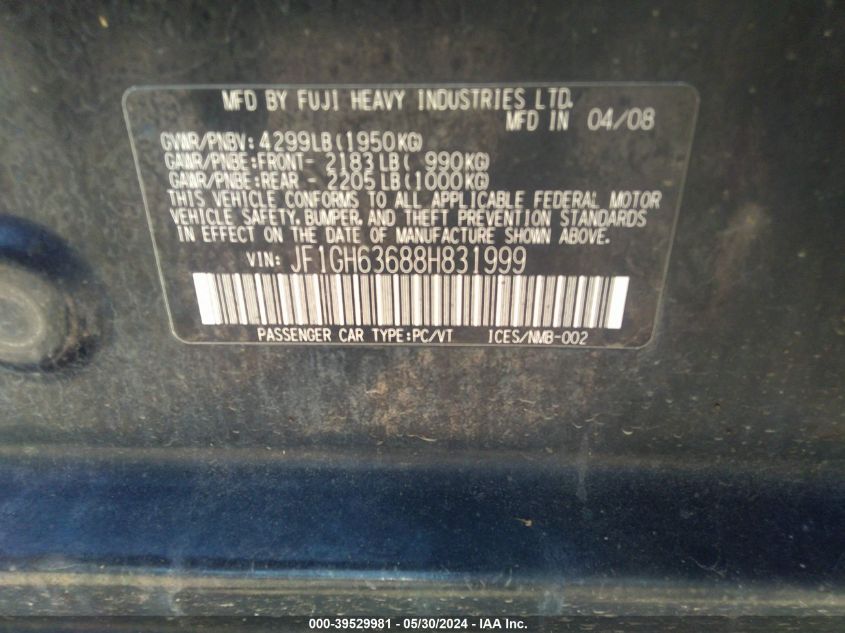 MFD BY FUJI HEAVY INDUSTRIES LTD.
MFD IN 04/08
GVWR/PNBV: 4299LB(1950KG)
GAWR/PNBE:FRONT- 2183LB( 990KG)
GAWR/PNBE:REAR - 2205LB(1000KG)
THIS VEHICLE CONFORMS TO ALL APPLICABLE FEDERAL MOTOR
VEHICLE SAFETY, BUMPER, AND THEFT PREVENTION STANDARDS
IN EFFECT ON THE DATE OF MANUFACTURE SHOWN ABOVE.
VIN: JF1GH63688H831999
PASSENGER CAR TYPE:PC/VT ICES/NMB-002
000-39529981 - 05/30/2024 - IAA Inc.